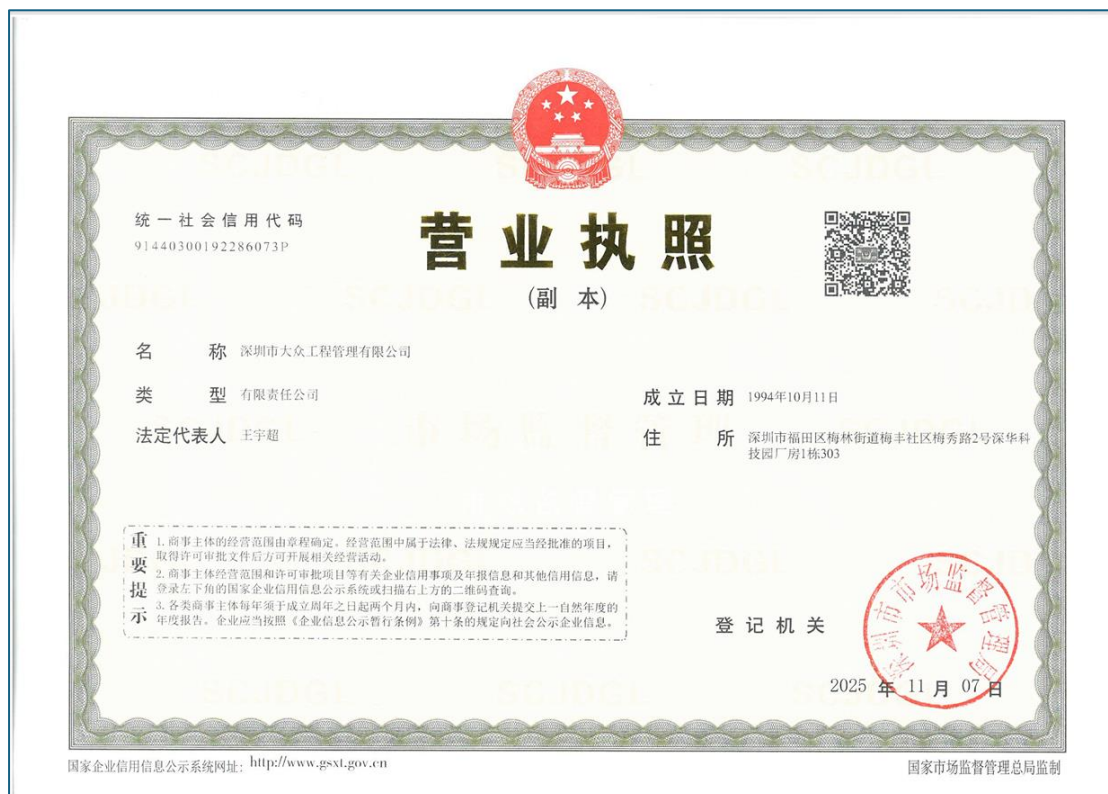 统一社会信用代码
91440300192286073P
营业执照
(副 本)
名 称 深圳市大众工程管理有限公司
类 型 有限责任公司
法定代表人 王宇超
成立日期 1994年10月11日
住 所 深圳市福田区梅林街道梅丰社区梅秀路2号深华科
技园厂房1栋303
重要提示
1. 商事主体的经营范围由章程确定。经营范围中属于法律、法规规定应当经批准的项目，
取得许可审批文件后方可开展相关经营活动。
2. 商事主体经营范围和许可审批项目等有关企业信用事项及年报信息和其他信用信息，请
登录左下角的国家企业信用信息公示系统或扫描右上方的二维码查询。
3. 各类商事主体每年须于成立周年之日起两个月内，向商事登记机关提交上一自然年度的
年度报告。企业应当按照《企业信息公示暂行条例》第十条的规定向社会公示企业信息。
登记机关
深圳市市场监督管理局
2025 年 11 月 07 日
国家企业信用信息公示系统网址: http://www.gsxt.gov.cn
国家市场监督管理总局监制